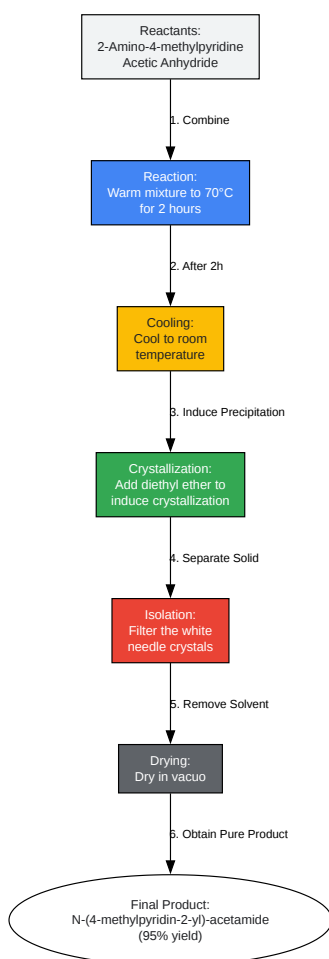 Reactants:
2-Amino-4-methylpyridine
Acetic Anhydride
1. Combine
Reaction:
Warm mixture to 70°C
for 2 hours
2. After 2h
Cooling:
Cool to room
temperature
3. Induce Precipitation
Crystallization:
Add diethyl ether to
induce crystallization
4. Separate Solid
Isolation:
Filter the white
needle crystals
5. Remove Solvent
Drying:
Dry in vacuo
6. Obtain Pure Product
Final Product:
N-(4-methylpyridin-2-yl)-acetamide
(95% yield)